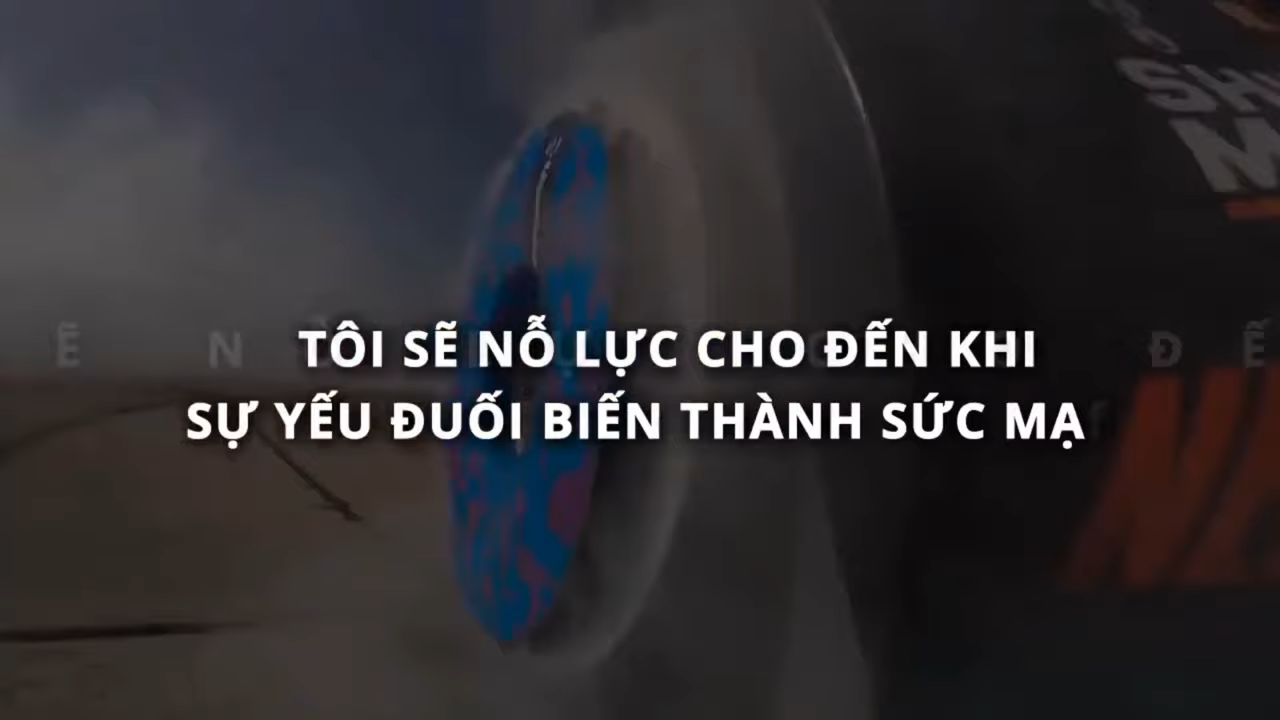 TÔI SẼ NỖ LỰC CHO ĐẾN KHI
SỰ YẾU ĐUỐI BIẾN THÀNH SỨC MẠ